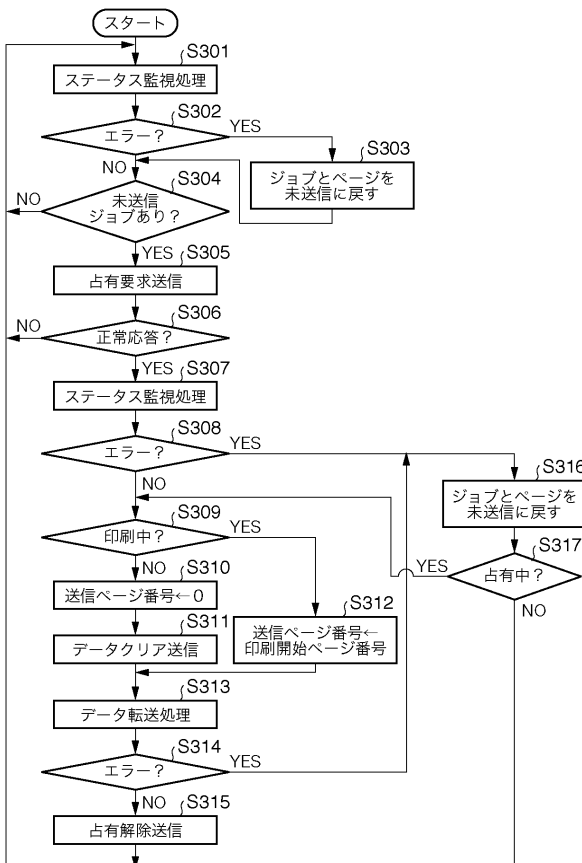 スタート
S301
ステータス監視処理
S302
エラー？
YES
NO
S303
ジョブとページを
未送信に戻す
S304
未送信
ジョブあり？
NO
YES
S305
占有要求送信
S306
正常応答？
NO
YES
S307
ステータス監視処理
S308
エラー？
YES
NO
S316
ジョブとページを
未送信に戻す
S317
占有中？
YES
NO
S309
印刷中？
YES
NO
S310
送信ページ番号←0
S311
データクリア送信
S312
送信ページ番号←
印刷開始ページ番号
S313
データ転送処理
S314
エラー？
YES
NO
S315
占有解除送信